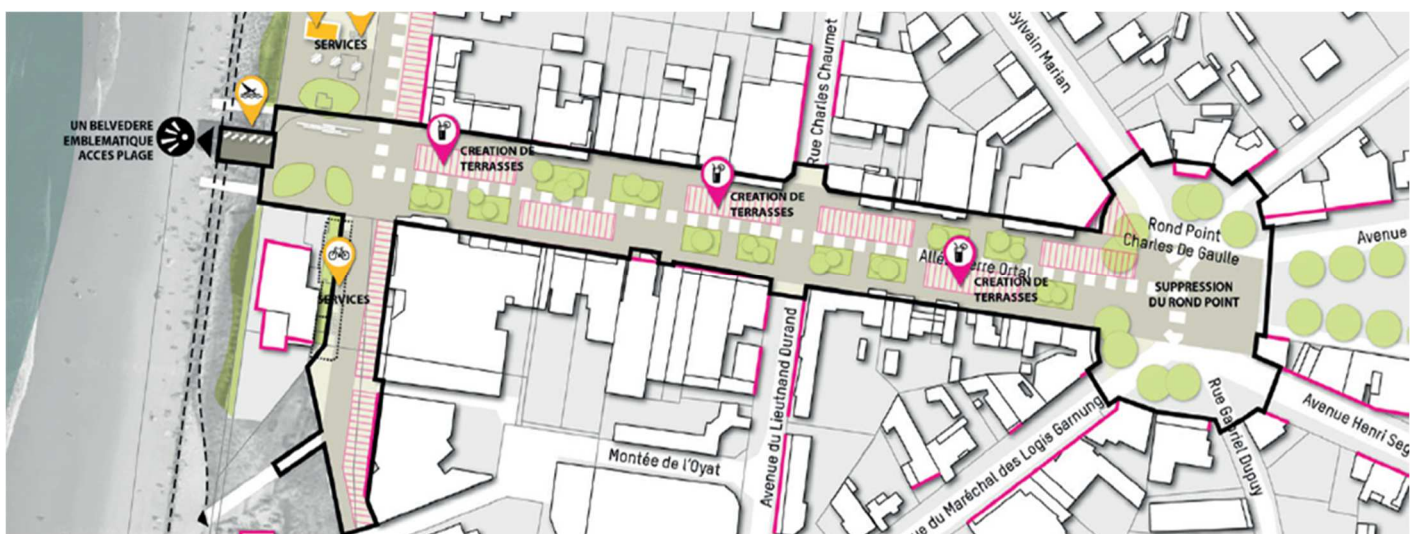 SERVICES
UN BELVEDERE
EMBLEMATIQUE
ACCES PLAGE
CREATION DE
TERRASSES
Rue Charles Chaumet
Sylvain Marian
CREATION DE
TERRASSES
Rond Point
Charles De Gaulle
Avenue
SUPPRESSION
DU ROND POINT
CREATION DE
TERRASSES
SERVICES
Avenue du Lieutnand Durand
Montée de l'Oyat
ue du Maréchal des Logis Garnung
Rue Gabriel Dupuy
Avenue Henri Seg